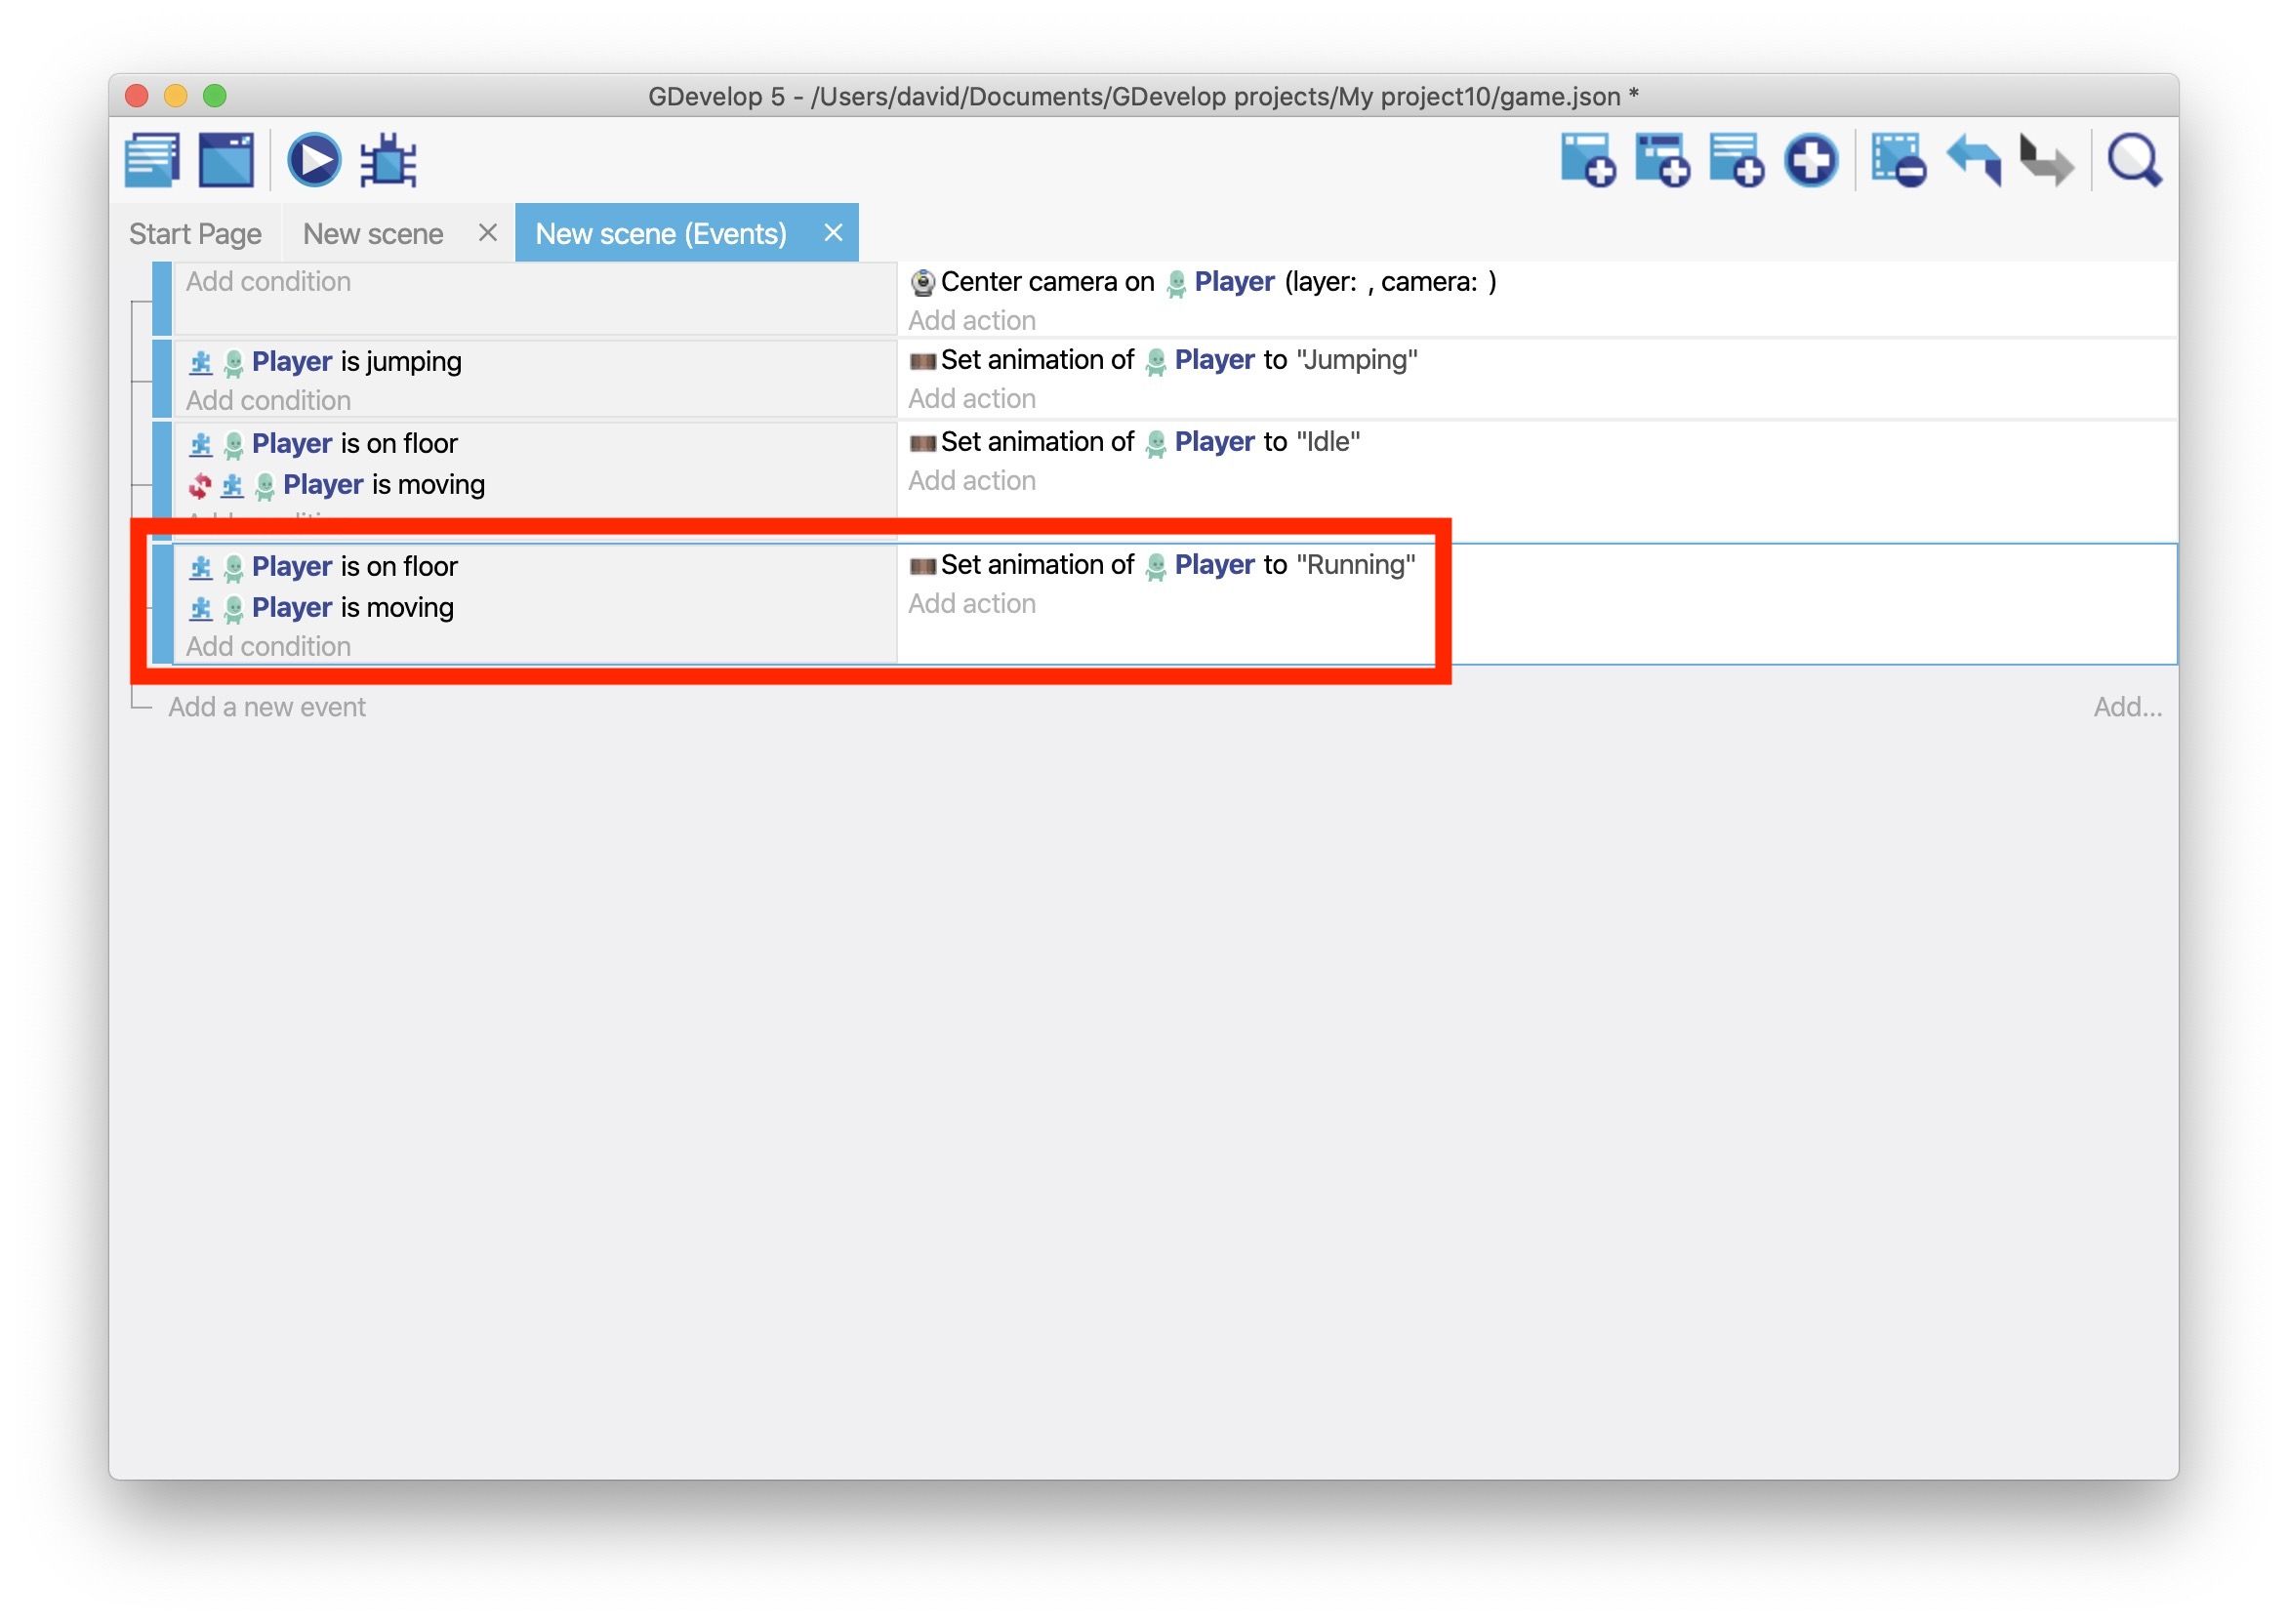 GDevelop 5 - /Users/david/Documents/GDevelop projects/My project10/game.json *
Start Page
New scene
New scene (Events)
Add condition
Center camera on Player (layer: , camera: )
Add action
Player is jumping
Add condition
Set animation of Player to "Jumping"
Add action
Player is on floor
Player is moving
Set animation of Player to "Idle"
Add action
Player is on floor
Player is moving
Add condition
Set animation of Player to "Running"
Add action
Add a new event
Add...